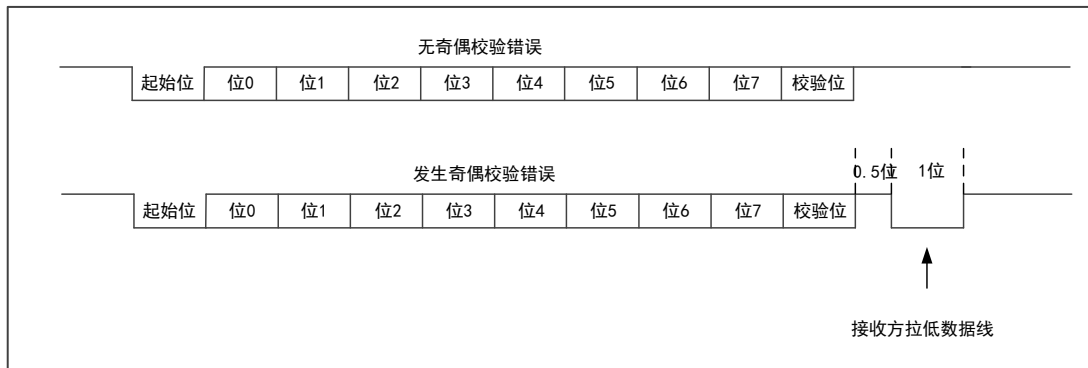 无奇偶校验错误
起始位 位0 位1 位2 位3 位4 位5 位6 位7 校验位
发生奇偶校验错误
0.5位 1位
起始位 位0 位1 位2 位3 位4 位5 位6 位7 校验位
接收方拉低数据线